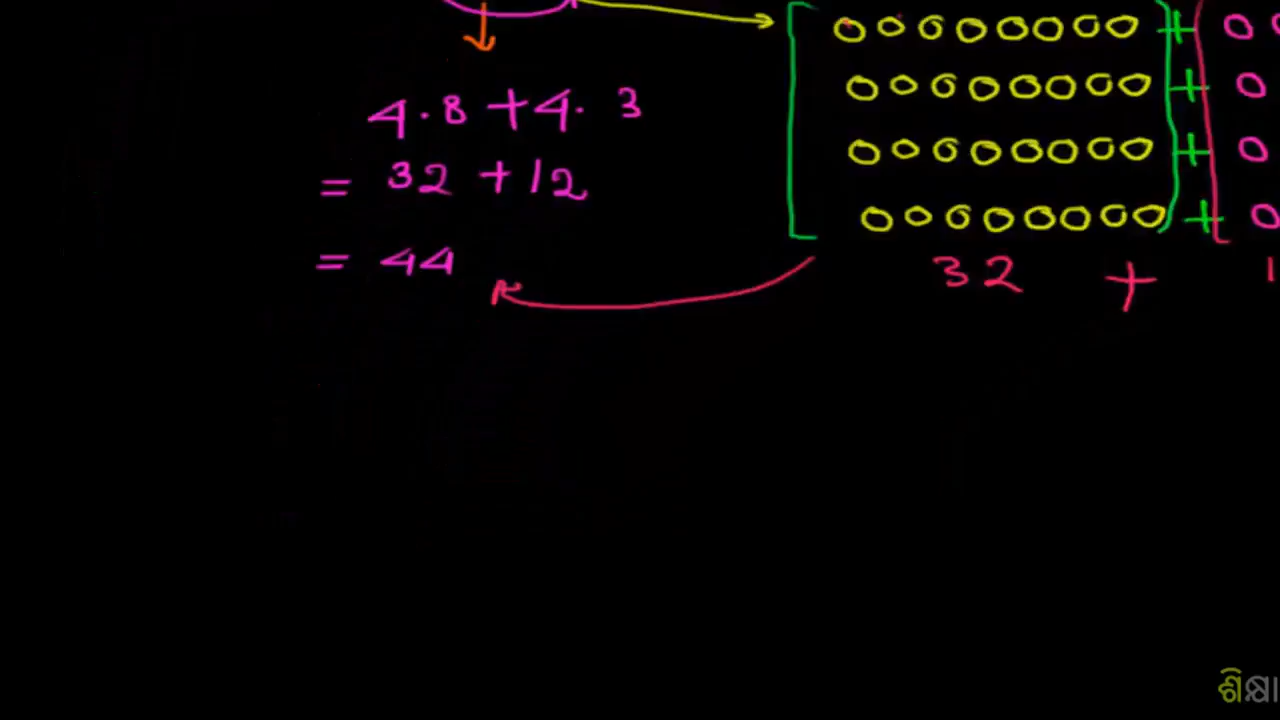 4.8+4.3
= 32 +12
= 44
32 +
ଶିକ୍ଷା